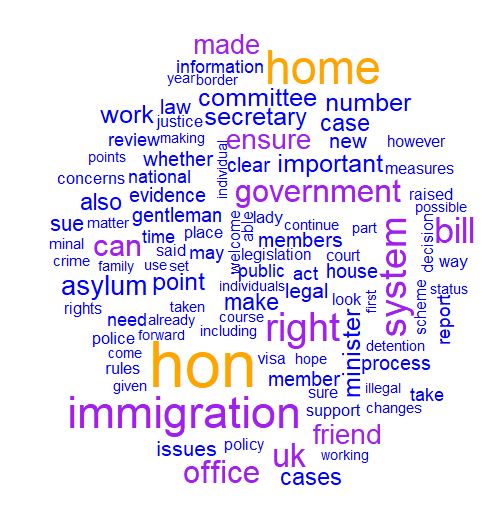 made
information
home
year
border
committee
number
work
law
secretary
justice
case
review
making
ensure
new
however
points
whether
clear
important
measures
concerns
national
individual
also
evidence
government
raised
possible
sue
matter
gentleman
lady
continue
part
bill
welcome
able
system
decision
minal
can
time
place
members
said
may
legislation
court
way
crime
family
use
set
public
act
house
asylum
point
individuals
legal
look
first
scheme
status
rights
taken
make
report
need
already
course
right
minister
police
forward
including
detention
come
hon
visa
hope
process
rules
member
illegal
given
sure
take
immigration
support
changes
friend
issues
policy
uk
working
office
cases